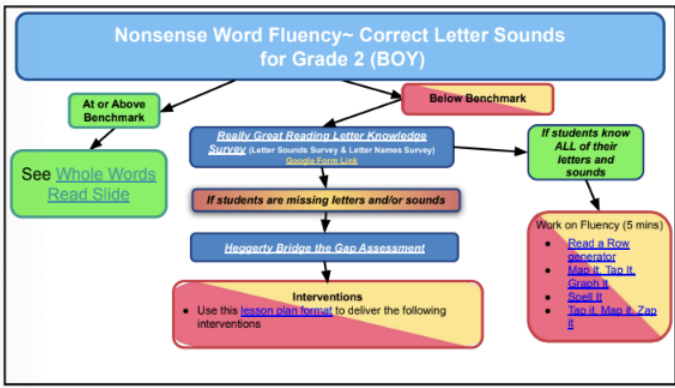 Nonsense Word Fluency~ Correct Letter Sounds
for Grade 2 (BOY)
At or Above
Benchmark
Below Benchmark
See Whole Words
Read Slide
Really Great Reading Letter Knowledge
Survey (Letter Sounds Survey & Letter Names Survey)
Google Form Link
If students know
ALL of their
letters and
sounds
If students are missing letters and/or sounds
Heggerty Bridge the Gap Assessment
Interventions
● Use this lesson plan format to deliver the following
interventions
Work on Fluency (5 mins)
● Read a Row
generator
● Map it, Tap It,
Graph It
● Spell It
● Tap it, Map it, Zap
it